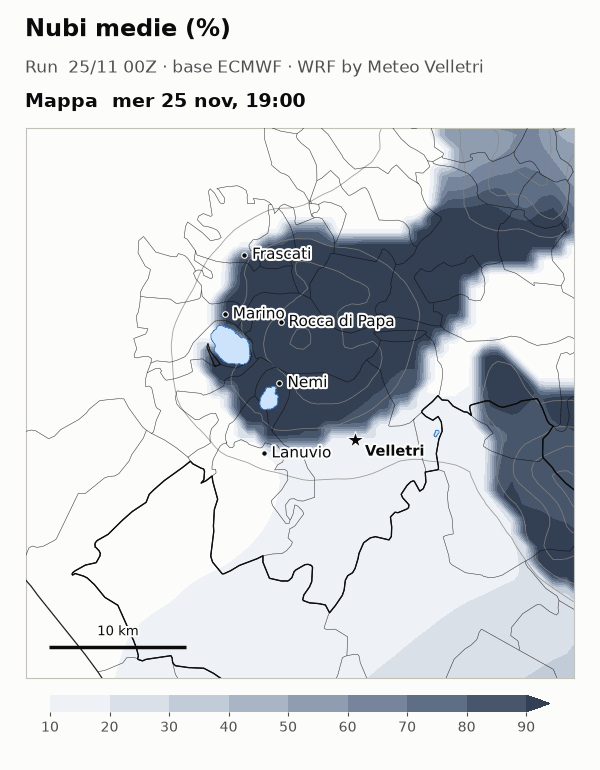 Nubi medie (%)
Run 25/11 00Z · base ECMWF · WRF by Meteo Velletri
Mappa mer 25 nov, 19:00
Frascati
Marino
Rocca di Papa
Nemi
Velletri
Lanuvio
10 km
10 20 30 40 50 60 70 80 90